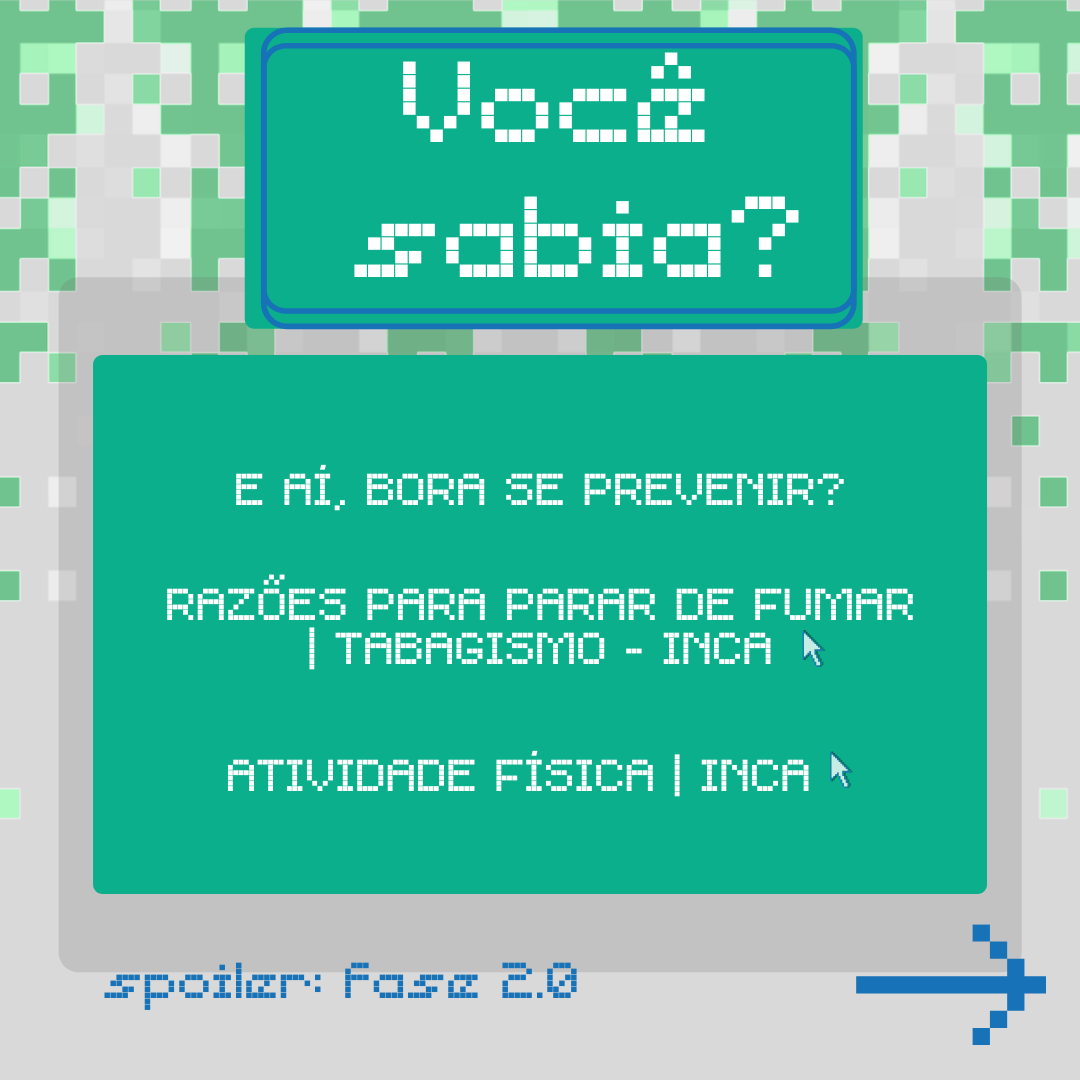 Você
sabia?
E AÍ, BORA SE PREVENIR?
RAZÕES PARA PARAR DE FUMAR
| TABAGISMO - INCA
ATIVIDADE FÍSICA | INCA
spoiler: fase 2.0